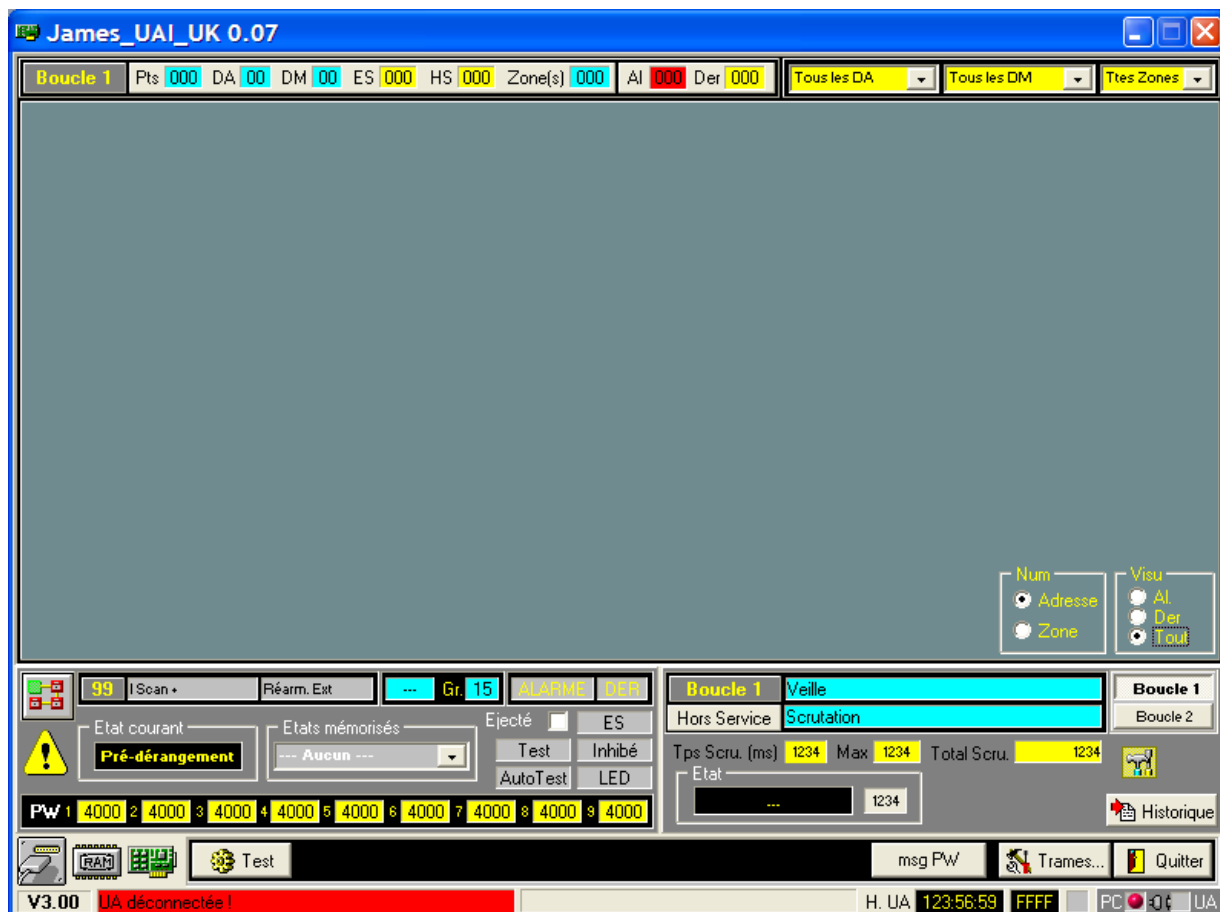 James_UAI_UK 0.07
Boucle 1 Pts 000 DA 00 DM 00 ES 000 HS 000 Zone(s) 000 Al 000 Der 000 Tous les DA Tous les DM Ttes Zones
Num Visu
Adresse Al.
Der
Zone Tout
99 I Scan + Réarm. Ext --- Gr. 15 ALARME DER
Boucle 1 Veille Boucle 1
Etat courant Etats mémorisés Ejecté ES
Hors Service Scrutation Boucle 2
Pré-dérangement --- Aucun --- Test Inhibé
Tps Scru. (ms) 1234 Max 1234 Total Scru. 1234
AutoTest LED
Etat
--- 1234
PW 1 4000 2 4000 3 4000 4 4000 5 4000 6 4000 7 4000 8 4000 9 4000
Historique
RAM Test msg PW Trames... Quitter
V3.00 UA déconnectée ! H. UA 123:56:59 FFFF PC UA